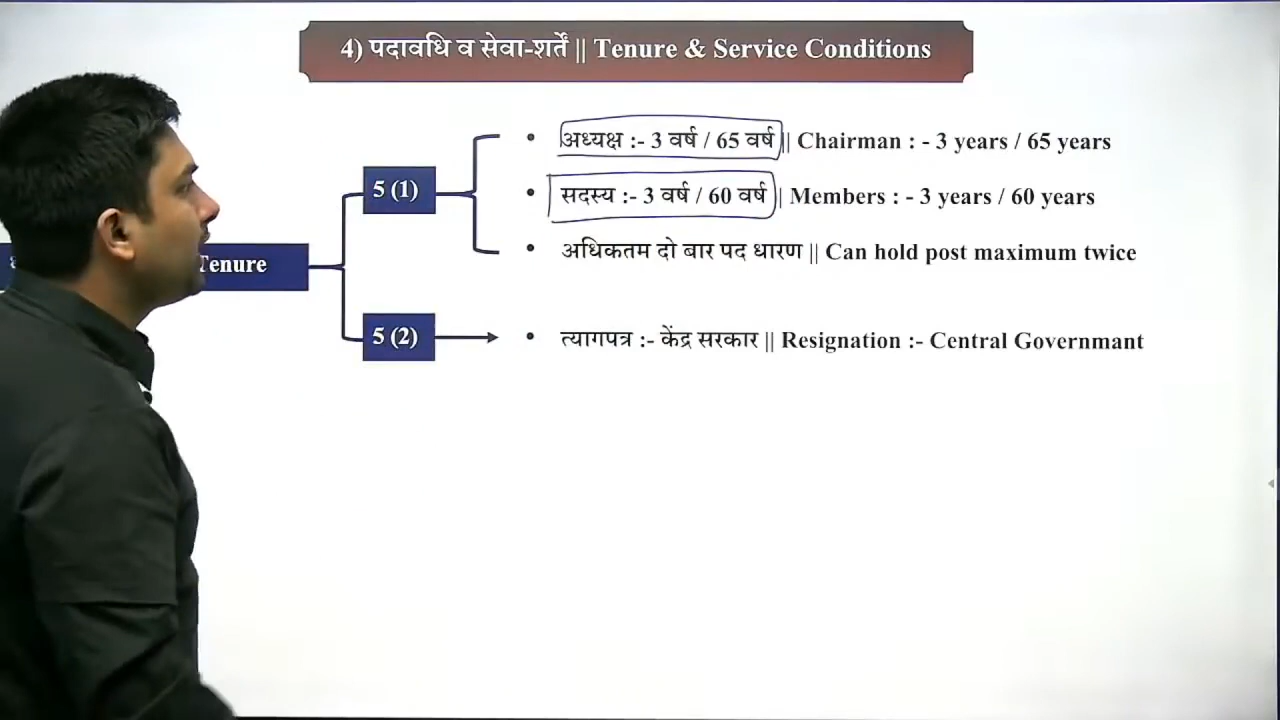 4) पदावधि व सेवा-शर्तें || Tenure & Service Conditions
5 (1)
• अध्यक्ष :- 3 वर्ष / 65 वर्ष || Chairman : - 3 years / 65 years
• सदस्य :- 3 वर्ष / 60 वर्ष || Members : - 3 years / 60 years
• अधिकतम दो बार पद धारण || Can hold post maximum twice
Tenure
5 (2)
• त्यागपत्र :- केंद्र सरकार || Resignation :- Central Governmant